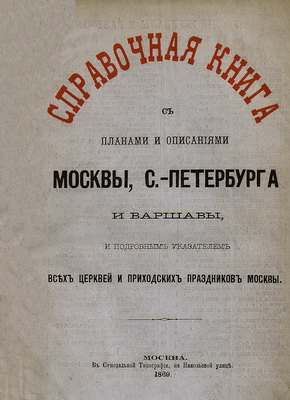 СПРАВОЧНАЯ КНИГА
СЪ
ПЛАНАМИ И ОПИСАНІЯМИ
МОСКВЫ, С.-ПЕТЕРБУРГА
И ВАРШАВЫ,
И ПОДРОБНЫМЪ УКАЗАТЕЛЕМЪ
ВСѢХЪ ЦЕРКВЕЙ И ПРИХОДСКИХЪ ПРАЗДНИКОВЪ МОСКВЫ.
МОСКВА.
Въ Сѵнодальной Типографіи, на Никольской улицѣ.
1869.